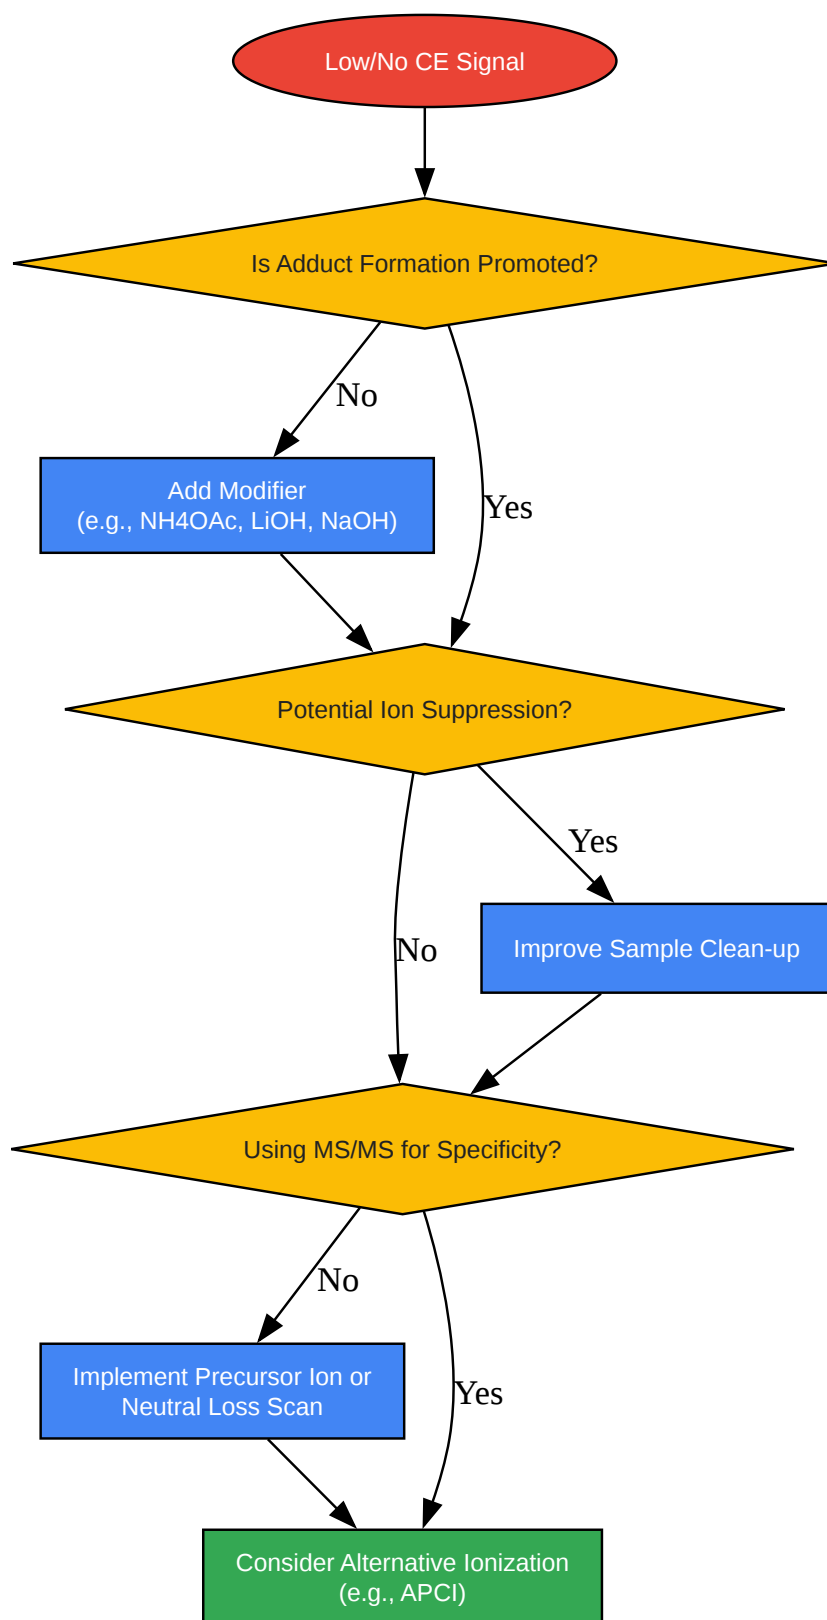 Low/No CE Signal
Is Adduct Formation Promoted?
No
Add Modifier
(e.g., NH4OAc, LiOH, NaOH)
Yes
Potential Ion Suppression?
Yes
Improve Sample Clean-up
No
Using MS/MS for Specificity?
No
Implement Precursor Ion or
Neutral Loss Scan
Yes
Consider Alternative Ionization
(e.g., APCI)